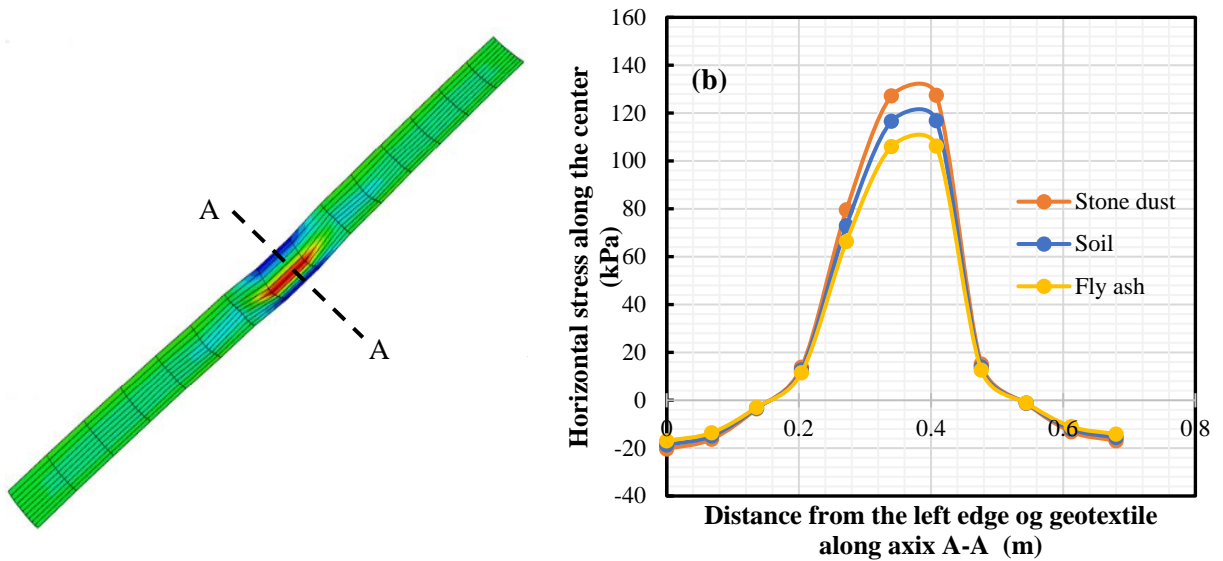 A
A
(b)
Horizontal stress along the center
(kPa)
160
140
120
100
80
60
40
20
0
-20
-40
0
0.2
0.4
0.6
0.8
Stone dust
Soil
Fly ash
Distance from the left edge og geotextile
along axix A-A (m)